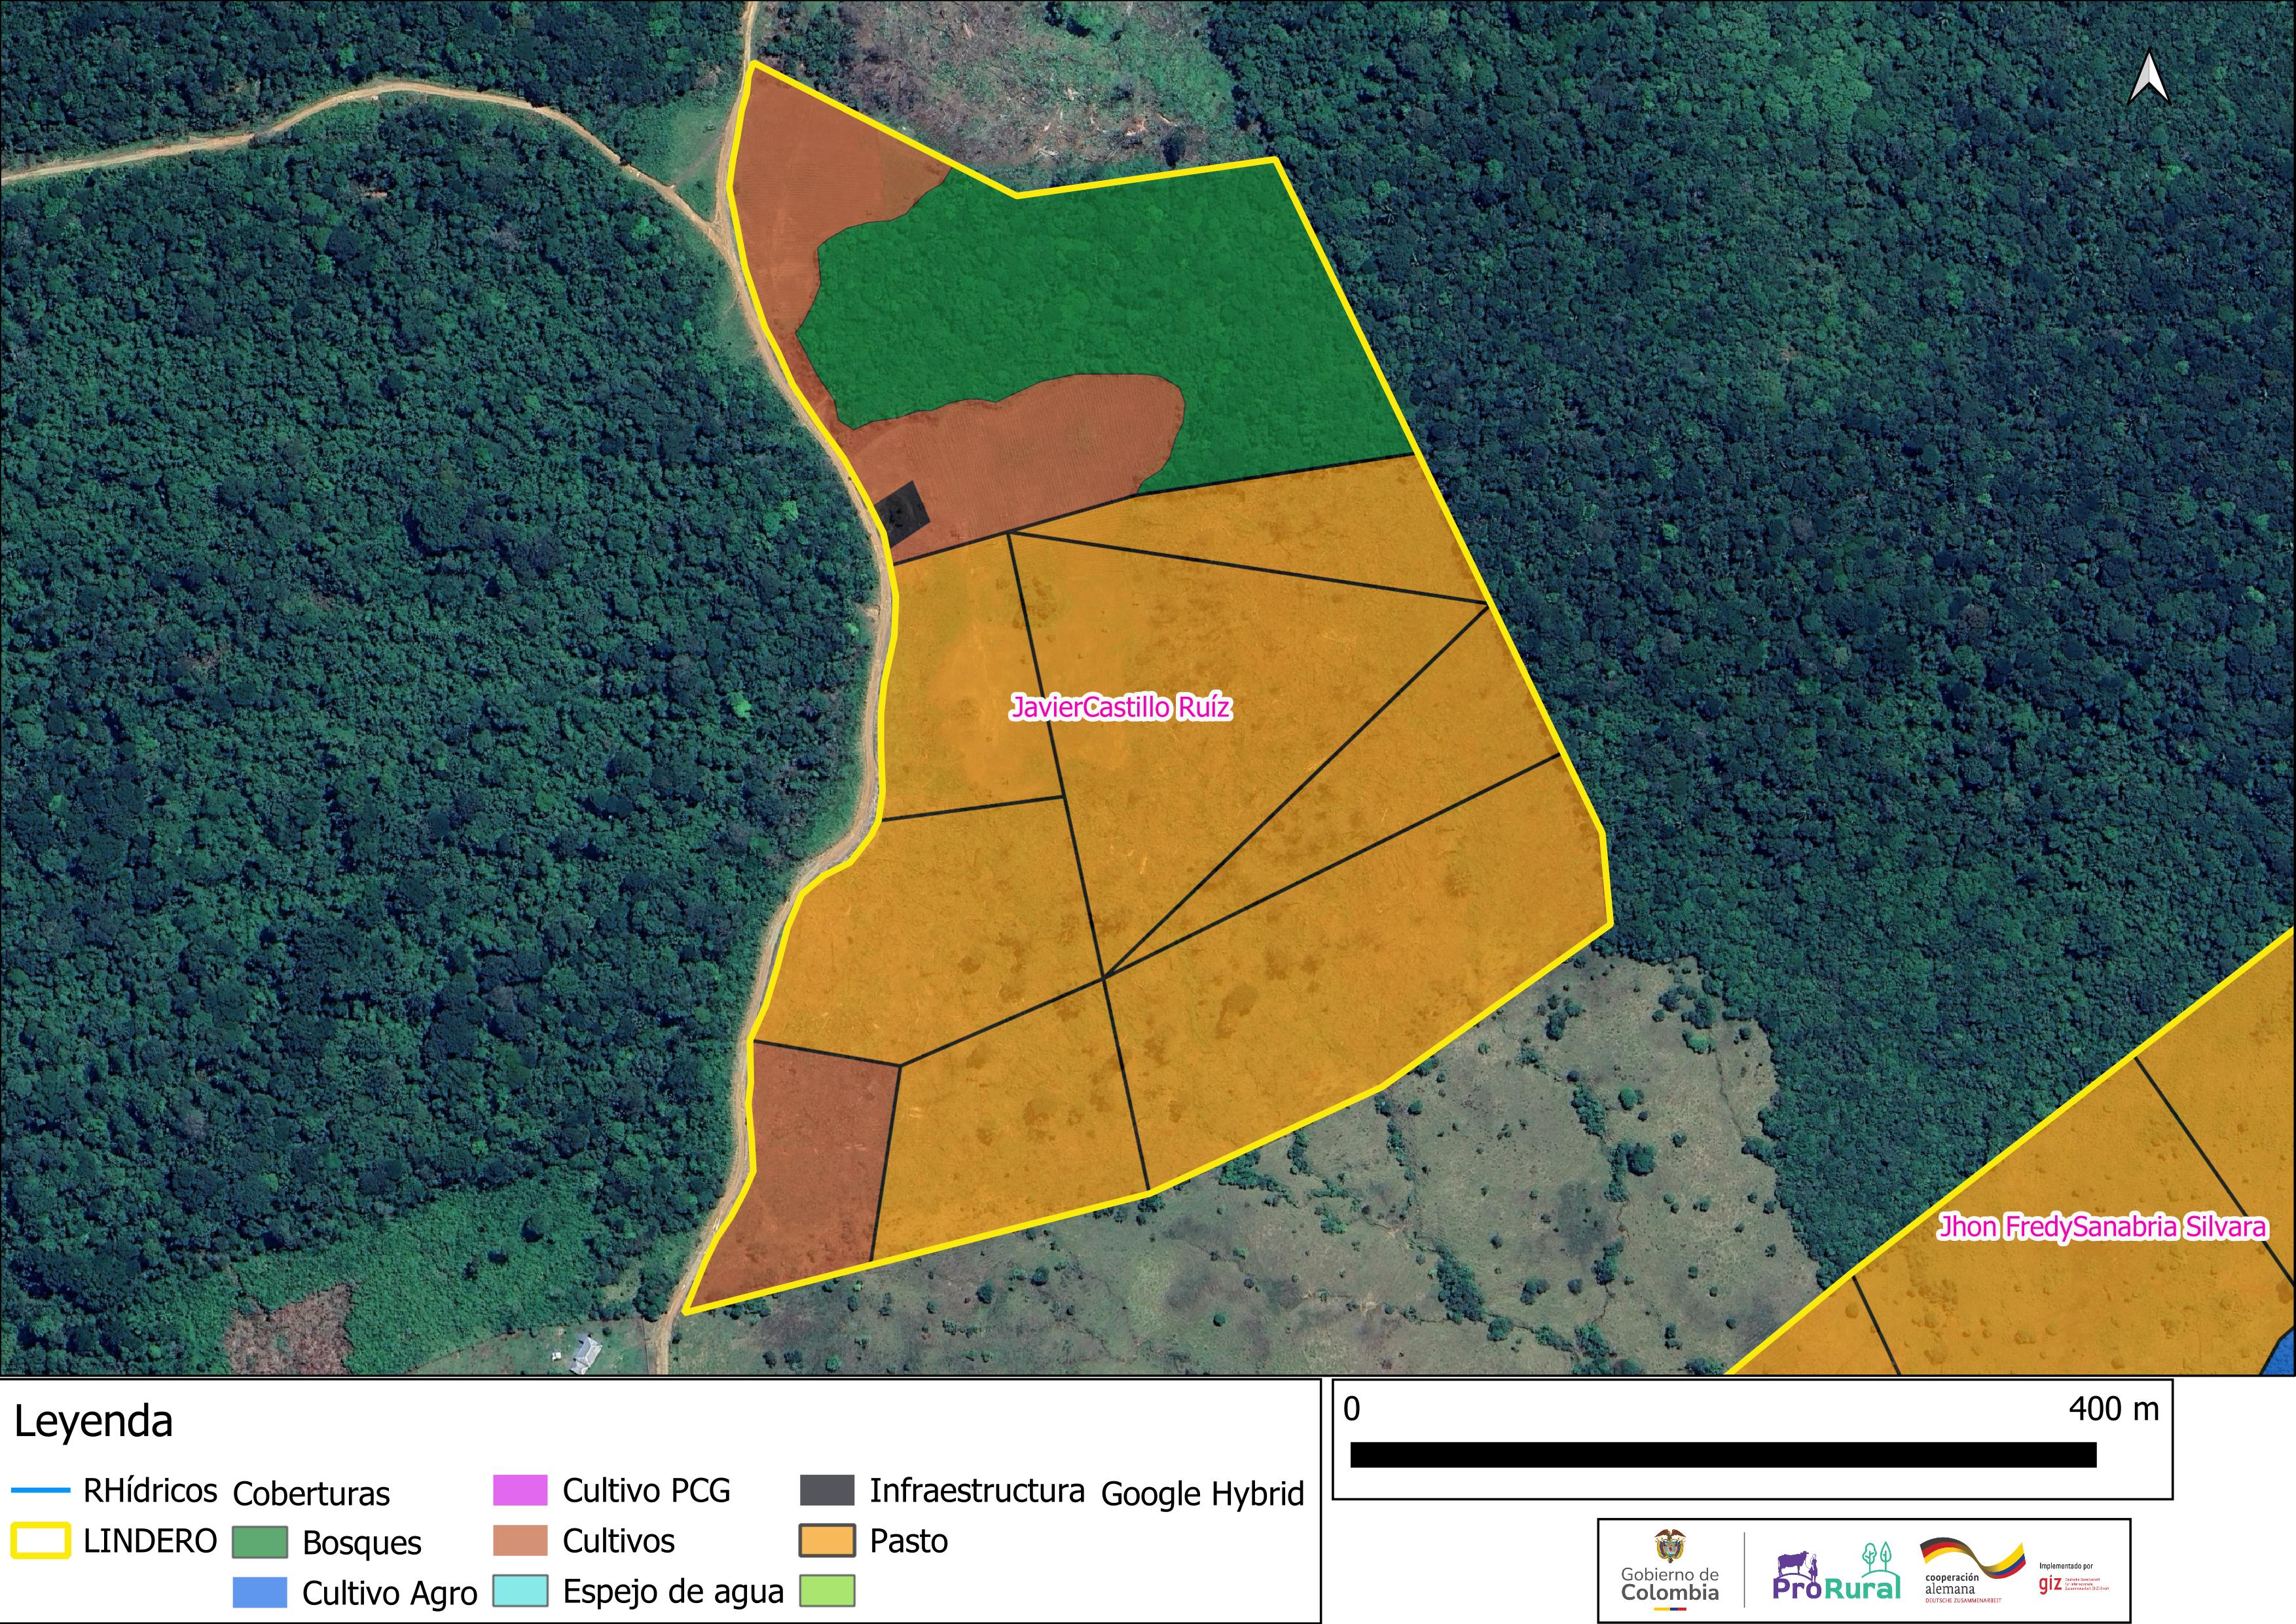 JavierCastillo Ruíz
Jhon FredySanabria Silvara
Leyenda
RHídricos
LINDERO
Coberturas
Bosques
Cultivo Agro
Cultivo PCG
Cultivos
Espejo de agua
Infraestructura
Pasto
Google Hybrid
0 400 m
Gobierno de
Colombia
ProRural
cooperación
alemana
DEUTSCHE ZUSAMMENARBEIT
Implementado por
giz